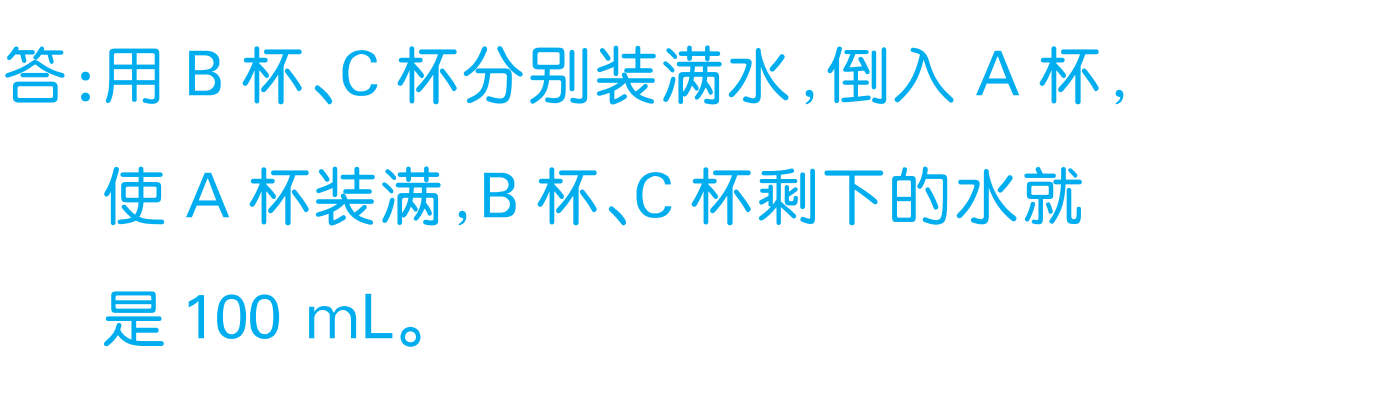 答:用 B 杯、C 杯分别装满水,倒入 A 杯,
使 A 杯装满,B 杯、C 杯剩下的水就
是 100 mL。